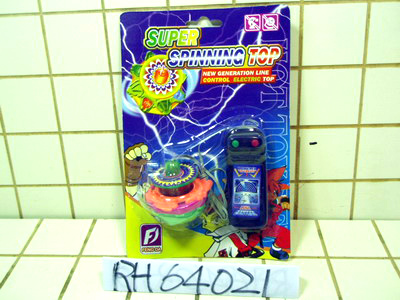 SUPER
SPINNING TOP
NEW GENERATION LINE
CONTROL ELECTRIC TOP
F
RH64021